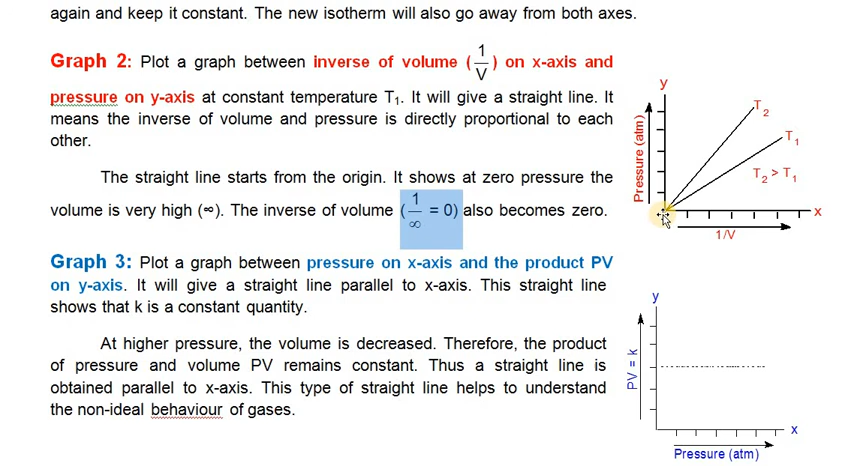 again and keep it constant. The new isotherm will also go away from both axes.
Graph 2: Plot a graph between inverse of volume (1/V) on x-axis and
pressure on y-axis at constant temperature T₁. It will give a straight line. It
means the inverse of volume and pressure is directly proportional to each
other.
The straight line starts from the origin. It shows at zero pressure the
volume is very high (∞). The inverse of volume (1/∞ = 0) also becomes zero.
Graph 3: Plot a graph between pressure on x-axis and the product PV
on y-axis. It will give a straight line parallel to x-axis. This straight line
shows that k is a constant quantity.
At higher pressure, the volume is decreased. Therefore, the product
of pressure and volume PV remains constant. Thus a straight line is
obtained parallel to x-axis. This type of straight line helps to understand
the non-ideal behaviour of gases.
y
Pressure (atm)
T₂
T₁
T₂ > T₁
x
1/V
y
PV = k
x
Pressure (atm)